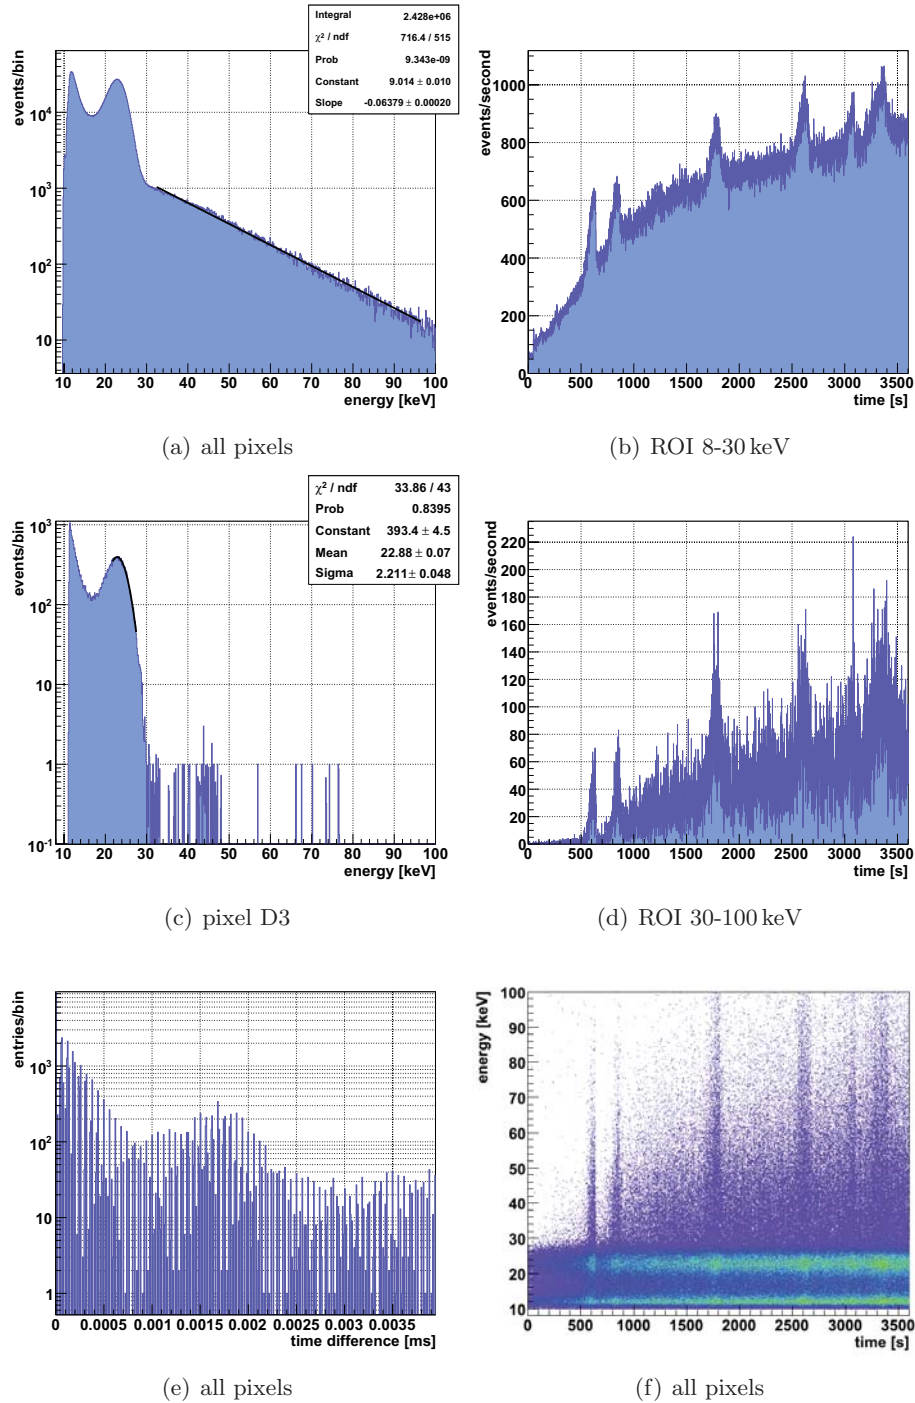 Integral 2.428e+06
χ² / ndf 716.4 / 515
Prob 9.343e-09
Constant 9.014 ± 0.010
Slope -0.06379 ± 0.00020
events/bin
10⁴
10³
10²
10
10 20 30 40 50 60 70 80 90 100
energy [keV]
(a) all pixels
events/second
1000
800
600
400
200
0
0 500 1000 1500 2000 2500 3000 3500
time [s]
(b) ROI 8-30 keV
χ² / ndf 33.86 / 43
Prob 0.8395
Constant 393.4 ± 4.5
Mean 22.88 ± 0.07
Sigma 2.211 ± 0.048
events/bin
10³
10²
10
1
10⁻¹
10 20 30 40 50 60 70 80 90 100
energy [keV]
(c) pixel D3
events/second
220
200
180
160
140
120
100
80
60
40
20
0
0 500 1000 1500 2000 2500 3000 3500
time [s]
(d) ROI 30-100 keV
entries/bin
10³
10²
10
1
0 0.0005 0.001 0.0015 0.002 0.0025 0.003 0.0035
time difference [ms]
(e) all pixels
energy [keV]
100
90
80
70
60
50
40
30
20
10
0 500 1000 1500 2000 2500 3000 3500
time [s]
(f) all pixels